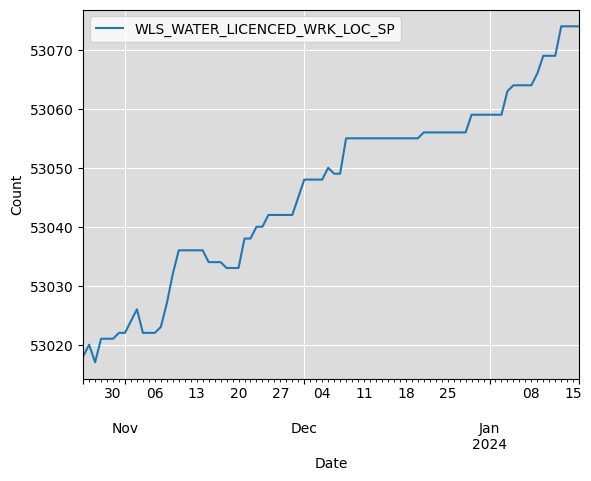 WLS_WATER_LICENCED_WRK_LOC_SP
53070
53060
53050
53040
53030
53020
Count
30 06 13 20 27 04 11 18 25 08 15
Nov Dec Jan
2024
Date